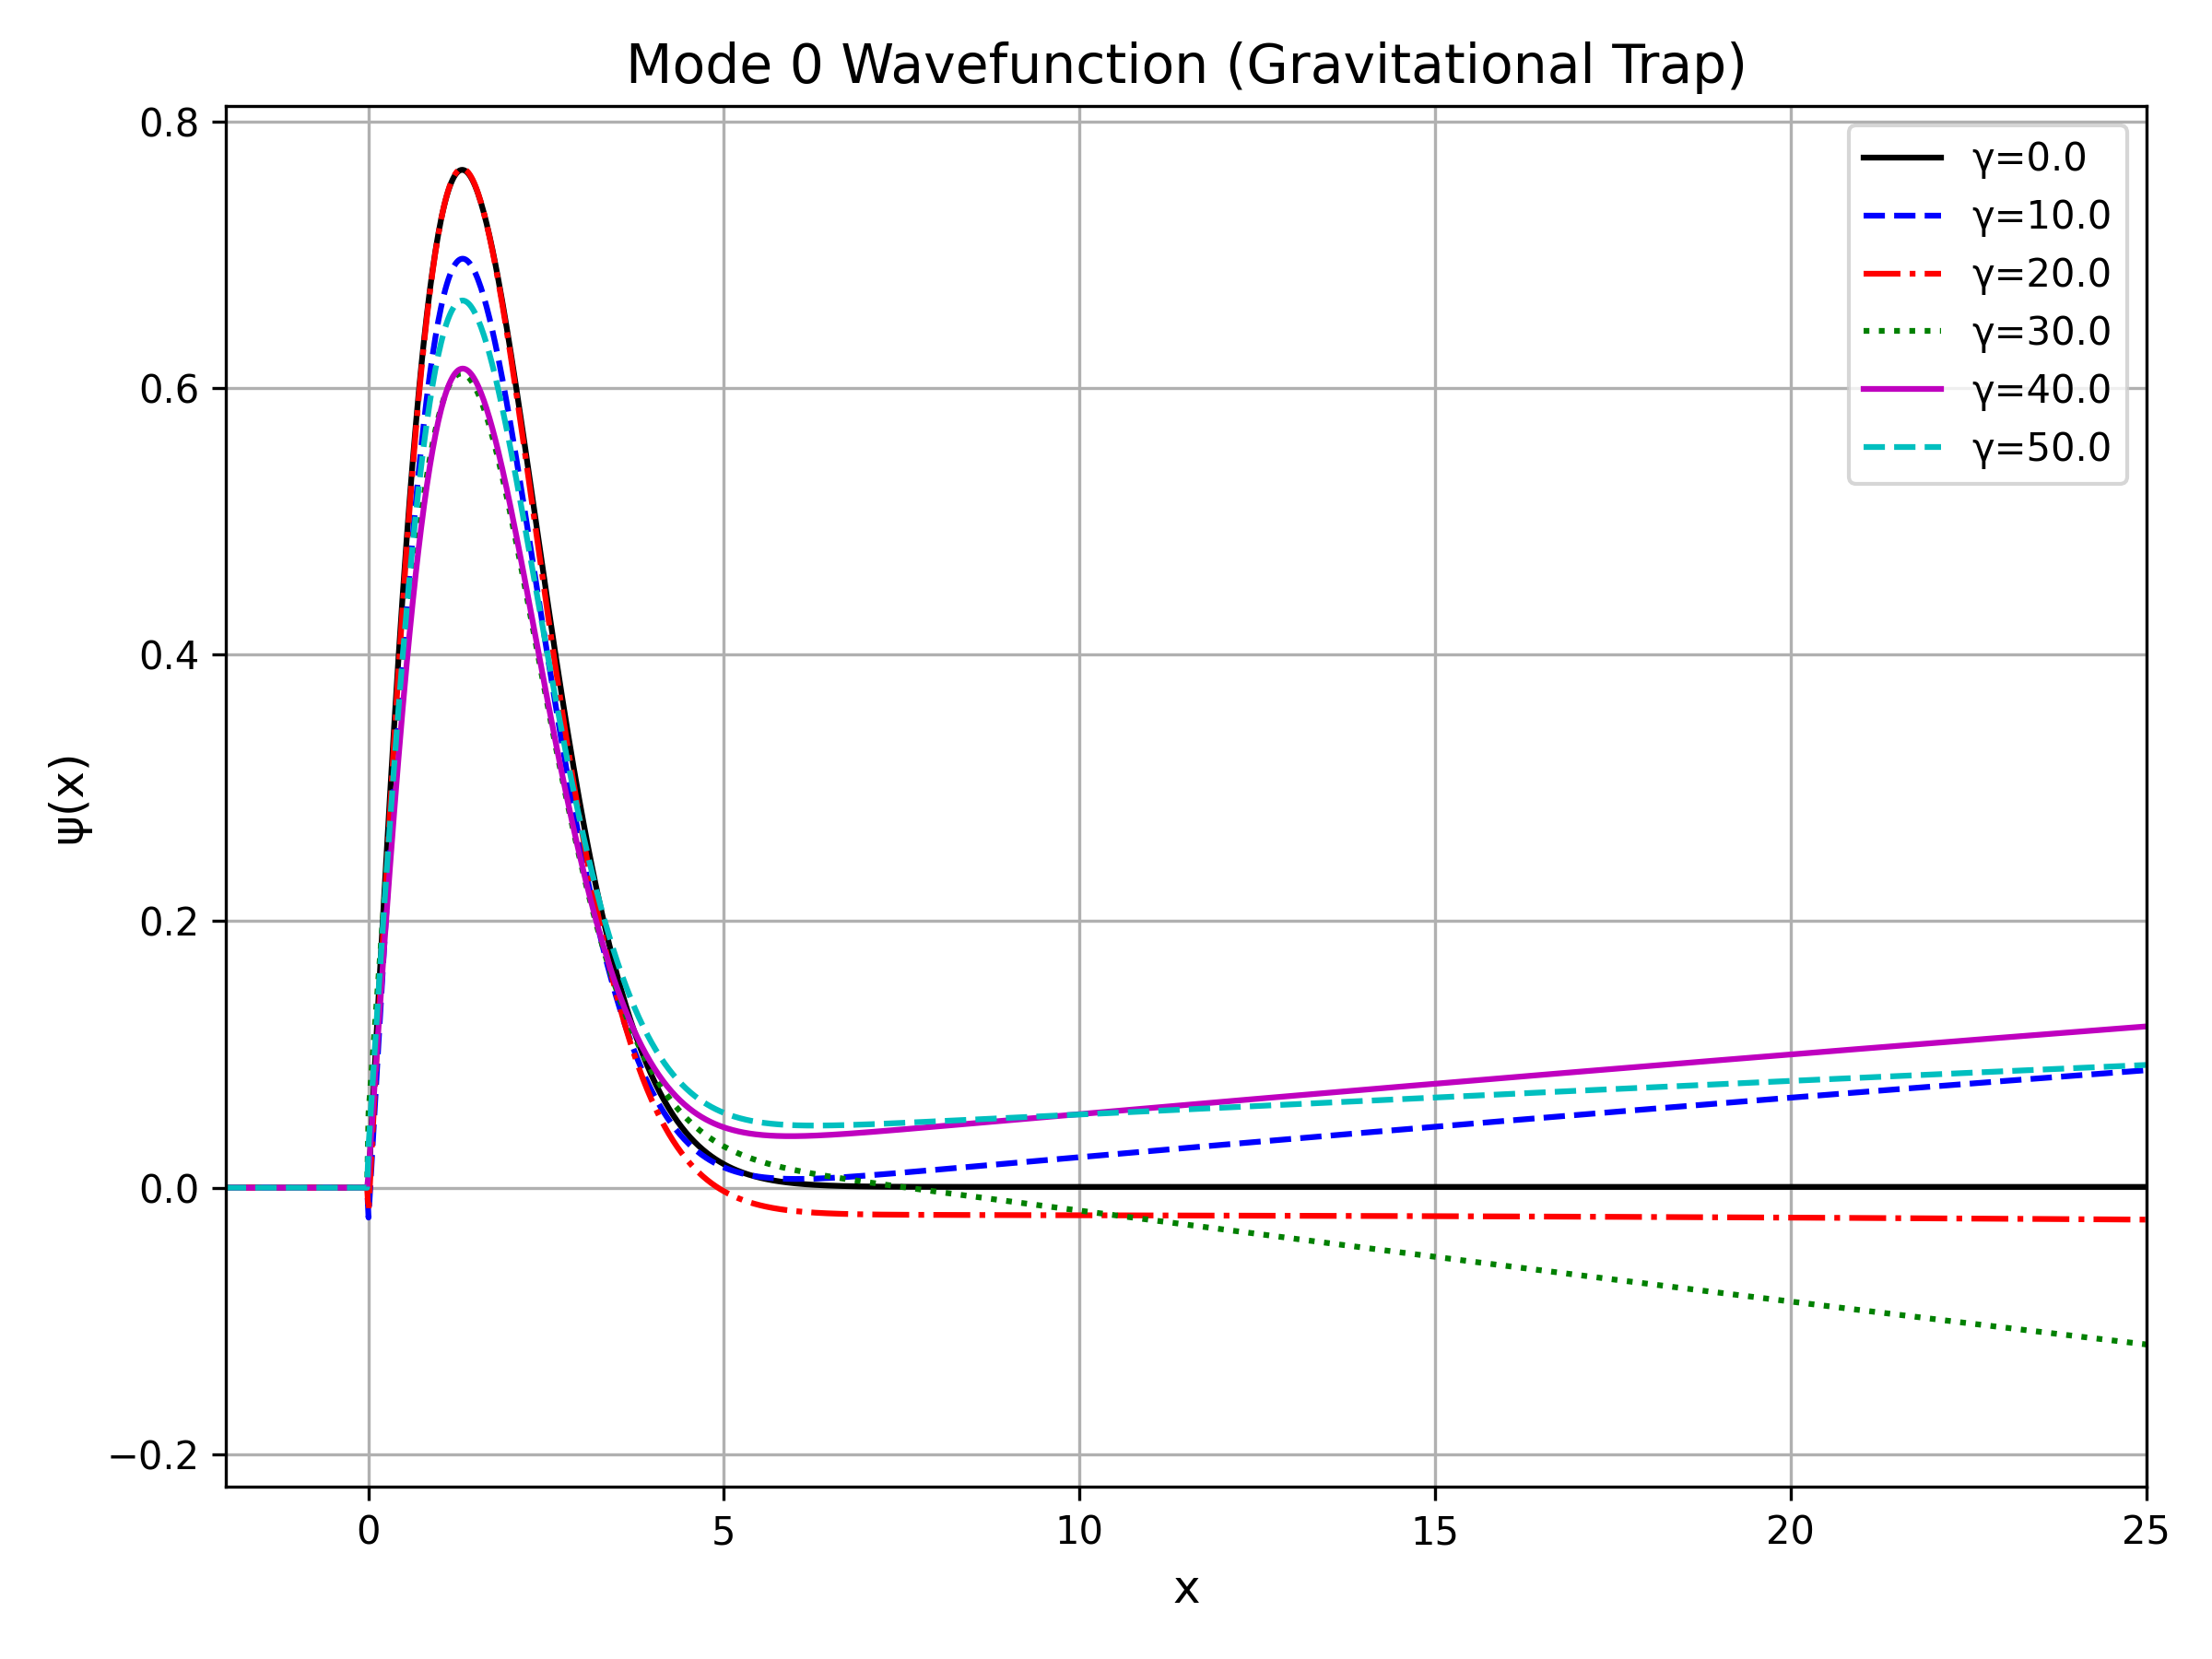 Mode 0 Wavefunction (Gravitational Trap)
0.8
0.6
0.4
0.2
0.0
−0.2
ψ(x)
γ=0.0
γ=10.0
γ=20.0
γ=30.0
γ=40.0
γ=50.0
0 5 10 15 20 25
x